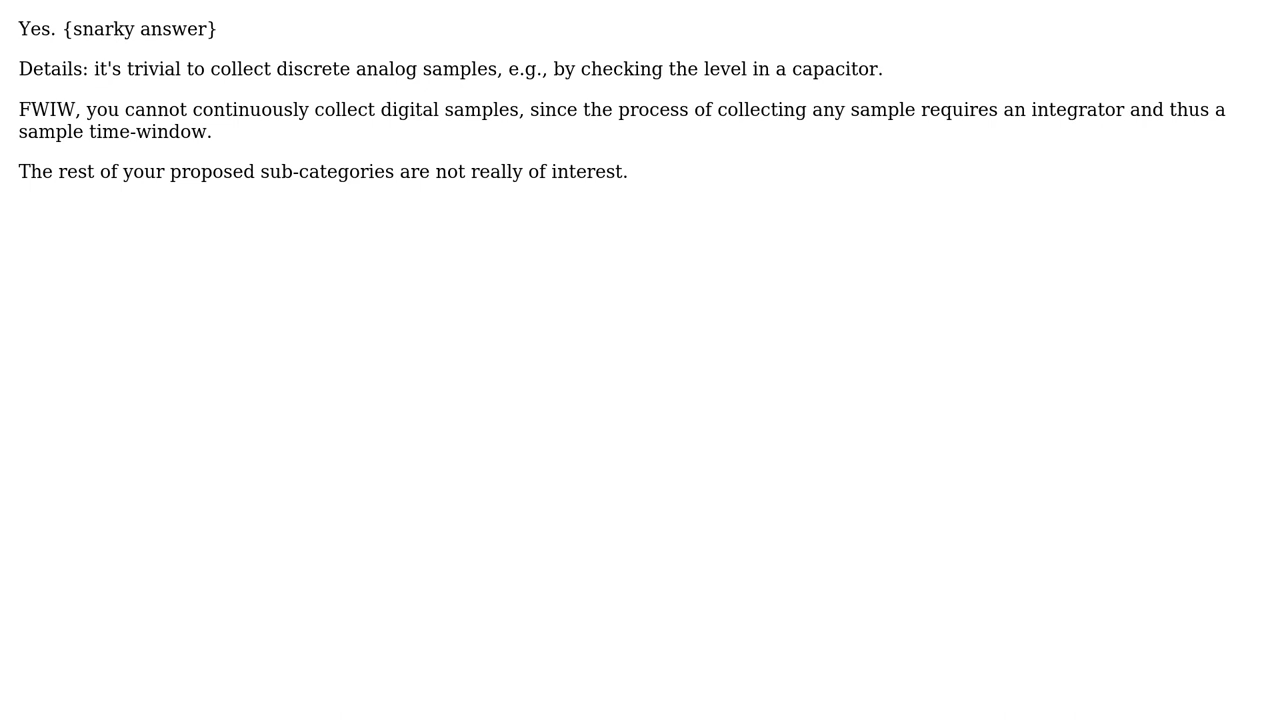 Yes. {snarky answer}
Details: it's trivial to collect discrete analog samples, e.g., by checking the level in a capacitor.
FWIW, you cannot continuously collect digital samples, since the process of collecting any sample requires an integrator and thus a
sample time-window.
The rest of your proposed sub-categories are not really of interest.